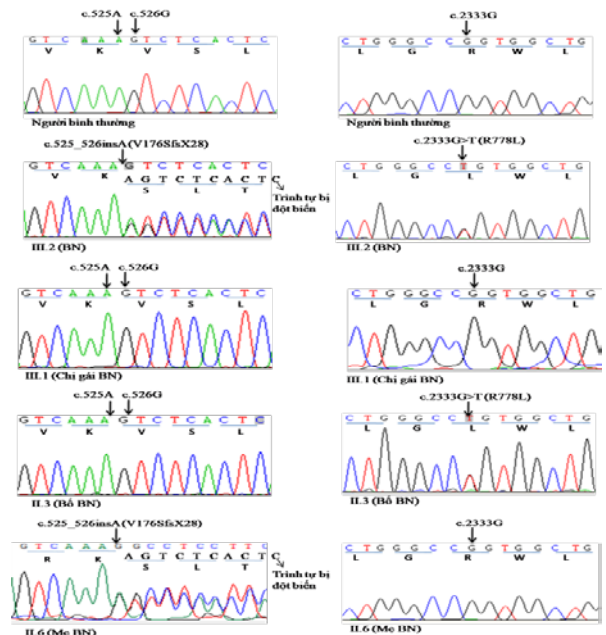 c.525A c.526G
G T C A A A G T C T C A C T C
V K V S L
Người bình thường
c.2333G
C T G G G C C G G T G G C T G
L G R W L
Người bình thường
c.525_526insA(V176SfsX28)
G T C A A A G T C T C A C T C
V K A G T C T C A C T C
S L T
Trình tự bị
đột biến
III.2 (BN)
c.2333G>T(R778L)
C T G G G C C T G T G G C T G
L G L W L
III.2 (BN)
c.525A c.526G
G T C A A A G T C T C A C T C
V K V S L
III.1 (Chị gái BN)
c.2333G
C T G G G C C G G T G G C T G
L G R W L
III.1 (Chị gái BN)
c.525A c.526G
G T C A A A G T C T C A C T C
V K V S L
II.3 (Bố BN)
c.2333G>T(R778L)
C T G G G C C T G T G G C T G
L G L W L
II.3 (Bố BN)
c.525_526insA(V176SfsX28)
G T C A A A G G C C T C C T T C
R K A G T C T C A C T C
S L T
Trình tự bị
đột biến
II.6 (Mẹ BN)
c.2333G
C T G G G C C G G T G G C T G
L G R W L
II.6 (Mẹ BN)